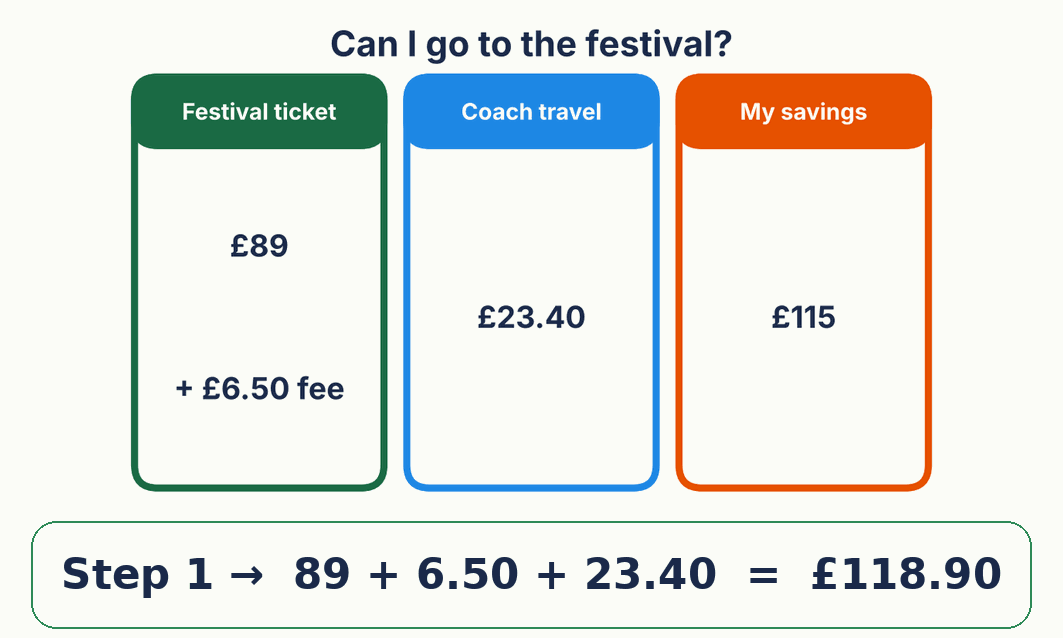 Can I go to the festival?
Festival ticket
£89
+ £6.50 fee
Coach travel
£23.40
My savings
£115
Step 1 → 89 + 6.50 + 23.40 = £118.90